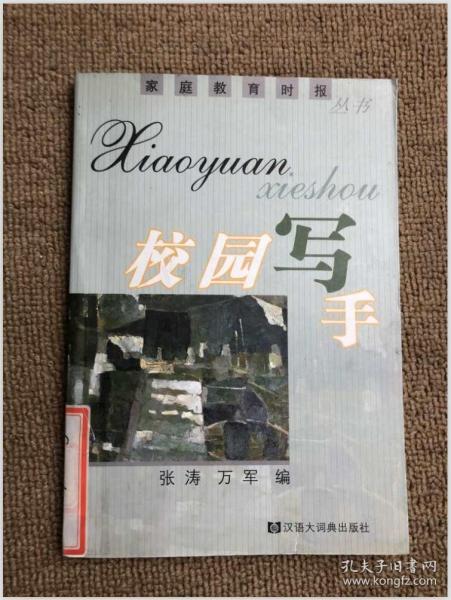 家庭教育时报
丛书
Xiaoyuan
xieshou
校园写手
张涛 万军 编
汉语大词典出版社
孔夫子旧书网
www.kongfz.com